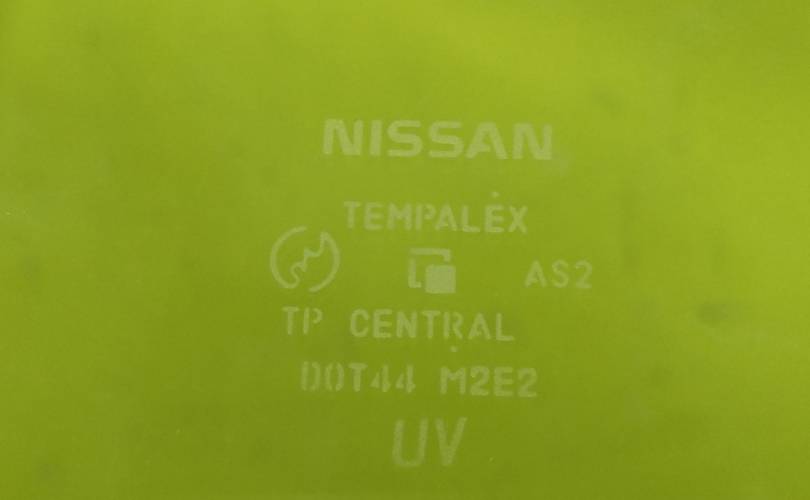 NISSAN
TEMPALEX
AS2
TP CENTRAL
DOT44 M2E2
UV